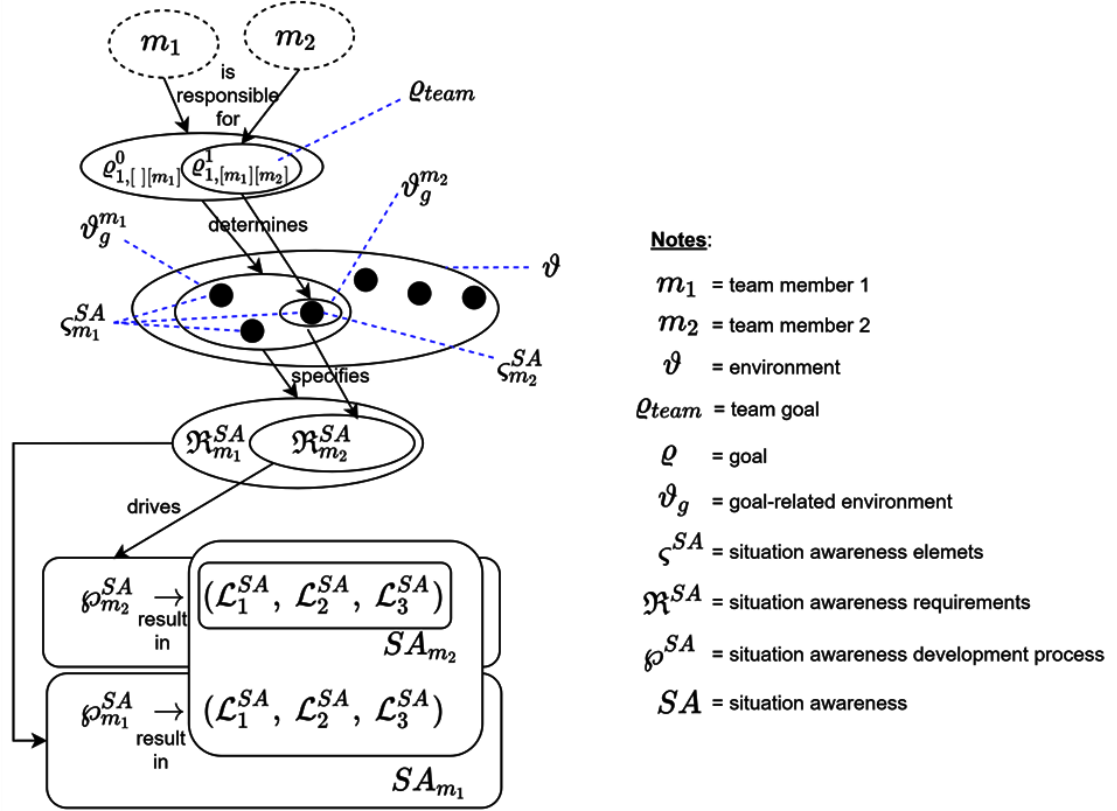 m₁
m₂
is
responsible
for
ϱ_team
ϱ⁰₁,[ ][m₁]
ϱ¹₁,[m₁][m₂]
ϑ_g^m₂
ϑ_g^m₁
determines
ϑ
ς_m₁^SA
ς_m₂^SA
specifies
ℜ_m₁^SA
ℜ_m₂^SA
drives
℘_m₂^SA → (ℒ₁^SA, ℒ₂^SA, ℒ₃^SA)
result
in
SA_m₂
℘_m₁^SA → (ℒ₁^SA, ℒ₂^SA, ℒ₃^SA)
result
in
SA_m₁
Notes:
m₁ = team member 1
m₂ = team member 2
ϑ = environment
ϱ_team = team goal
ϱ = goal
ϑ_g = goal-related environment
ς^SA = situation awareness elemets
ℜ^SA = situation awareness requirements
℘^SA = situation awareness development process
SA = situation awareness